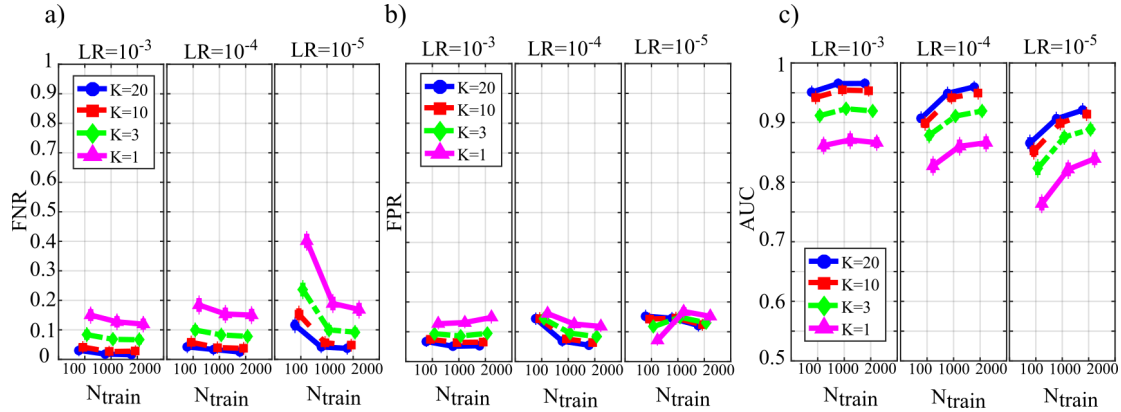 a)
LR=10-3
LR=10-4
LR=10-5
FNR
1
0.9
0.8
0.7
0.6
0.5
0.4
0.3
0.2
0.1
0
K=20
K=10
K=3
K=1
100 1000 2000
100 1000 2000
100 1000 2000
Ntrain
Ntrain
Ntrain
b)
LR=10-3
LR=10-4
LR=10-5
FPR
K=20
K=10
K=3
K=1
100 1000 2000
100 1000 2000
100 1000 2000
Ntrain
Ntrain
Ntrain
c)
LR=10-3
LR=10-4
LR=10-5
AUC
1
0.9
0.8
0.7
0.6
0.5
K=20
K=10
K=3
K=1
100 1000 2000
100 1000 2000
100 1000 2000
Ntrain
Ntrain
Ntrain